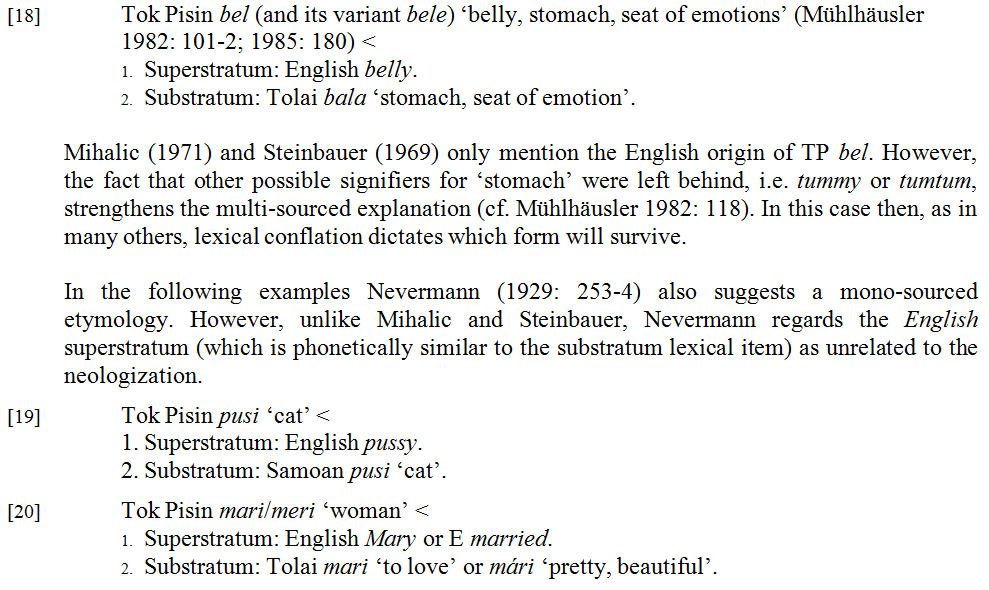 [18] Tok Pisin bel (and its variant bele) ‘belly, stomach, seat of emotions’ (Mühlhäusler
1982: 101-2; 1985: 180) <
1. Superstratum: English belly.
2. Substratum: Tolai bala ‘stomach, seat of emotion’.
Mihalic (1971) and Steinbauer (1969) only mention the English origin of TP bel. However,
the fact that other possible signifiers for ‘stomach’ were left behind, i.e. tummy or tumtum,
strengthens the multi-sourced explanation (cf. Mühlhäusler 1982: 118). In this case then, as in
many others, lexical conflation dictates which form will survive.
In the following examples Nevermann (1929: 253-4) also suggests a mono-sourced
etymology. However, unlike Mihalic and Steinbauer, Nevermann regards the English
superstratum (which is phonetically similar to the substratum lexical item) as unrelated to the
neologization.
[19] Tok Pisin pusi ‘cat’ <
1. Superstratum: English pussy.
2. Substratum: Samoan pusi ‘cat’.
[20] Tok Pisin mari/meri ‘woman’ <
1. Superstratum: English Mary or E married.
2. Substratum: Tolai mari ‘to love’ or mári ‘pretty, beautiful’.